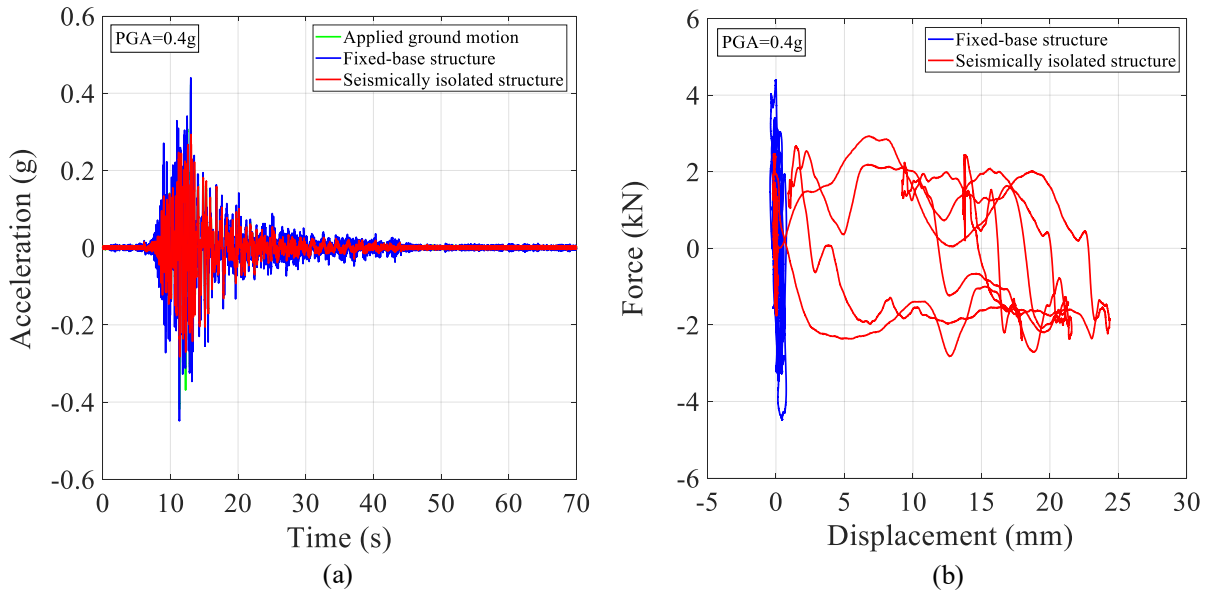 PGA=0.4g
Applied ground motion
Fixed-base structure
Seismically isolated structure
Acceleration (g)
0.6
0.4
0.2
0
-0.2
-0.4
-0.6
0 10 20 30 40 50 60 70
Time (s)
(a)
PGA=0.4g
Fixed-base structure
Seismically isolated structure
Force (kN)
6
4
2
0
-2
-4
-6
-5 0 5 10 15 20 25 30
Displacement (mm)
(b)